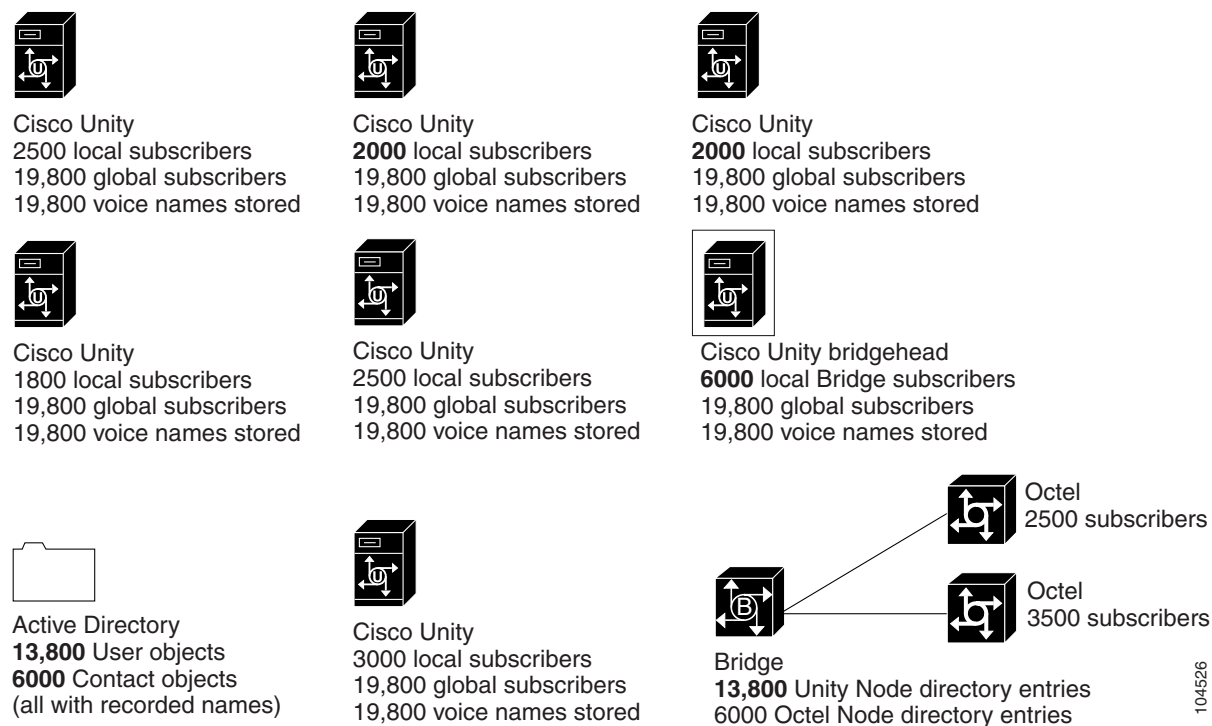 Cisco Unity
2500 local subscribers
19,800 global subscribers
19,800 voice names stored
Cisco Unity
2000 local subscribers
19,800 global subscribers
19,800 voice names stored
Cisco Unity
2000 local subscribers
19,800 global subscribers
19,800 voice names stored
Cisco Unity
1800 local subscribers
19,800 global subscribers
19,800 voice names stored
Cisco Unity
2500 local subscribers
19,800 global subscribers
19,800 voice names stored
Cisco Unity bridgehead
6000 local Bridge subscribers
19,800 global subscribers
19,800 voice names stored
Active Directory
13,800 User objects
6000 Contact objects
(all with recorded names)
Cisco Unity
3000 local subscribers
19,800 global subscribers
19,800 voice names stored
Octel
2500 subscribers
Octel
3500 subscribers
Bridge
13,800 Unity Node directory entries
6000 Octel Node directory entries
104526
U
U
U
U
U
U
U
B